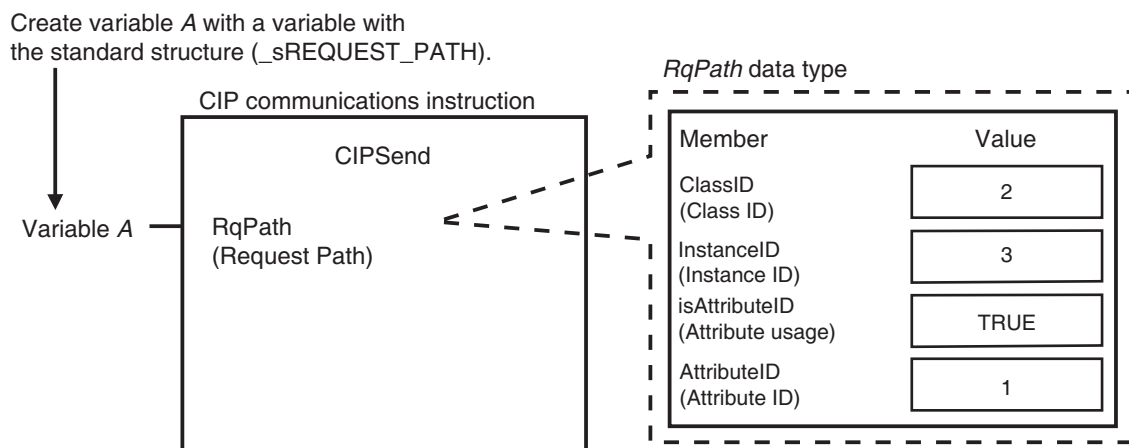 Create variable A with a variable with
the standard structure (_sREQUEST_PATH).
RqPath data type
CIP communications instruction
CIPSend
Variable A
RqPath
(Request Path)
Member Value
ClassID
(Class ID)
2
InstanceID
(Instance ID)
3
isAttributeID
(Attribute usage)
TRUE
AttributeID
(Attribute ID)
1